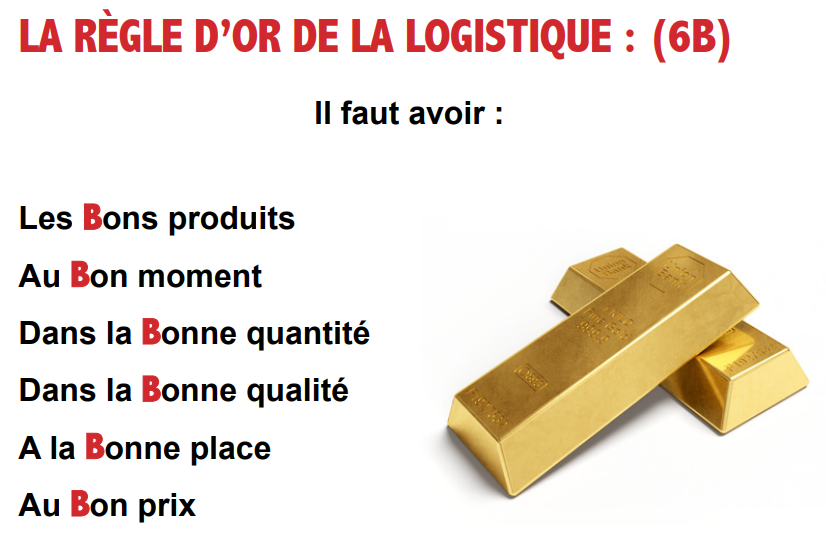 LA RÈGLE D'OR DE LA LOGISTIQUE : (6B)
Il faut avoir :
Les Bons produits
Au Bon moment
Dans la Bonne quantité
Dans la Bonne qualité
A la Bonne place
Au Bon prix